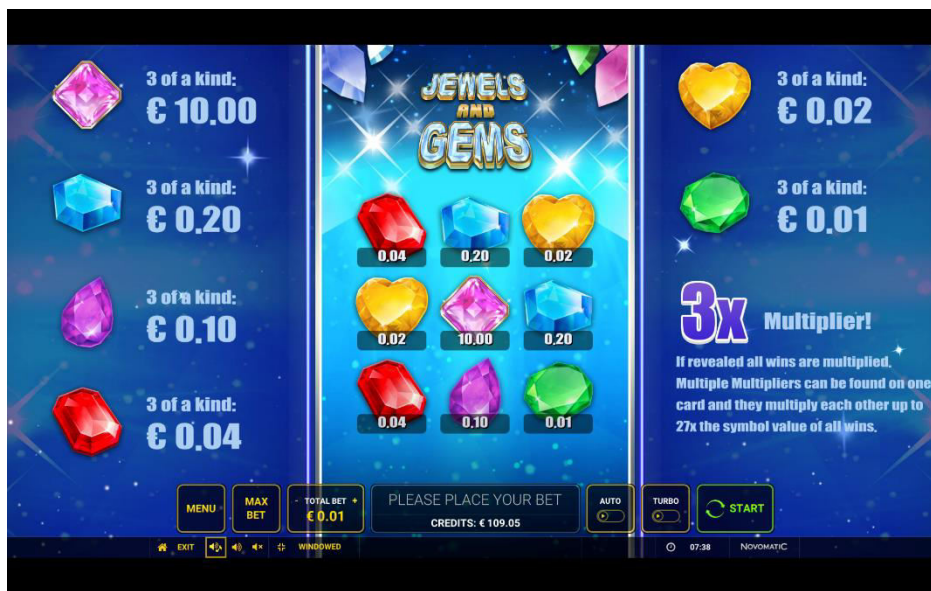 3 of a kind:
€ 10.00
3 of a kind:
€ 0.20
3 of a kind:
€ 0.10
3 of a kind:
€ 0.04
JEWELS
AND
GEMS
0.04 0.20 0.02
0.02 10.00 0.20
0.04 0.10 0.01
3 of a kind:
€ 0.02
3 of a kind:
€ 0.01
3x Multiplier!
If revealed all wins are multiplied.
Multiple Multipliers can be found on one
card and they multiply each other up to
27x the symbol value of all wins.
MENU
MAX
BET
- TOTAL BET +
€ 0.01
PLEASE PLACE YOUR BET
CREDITS: € 109.05
AUTO
TURBO
START
EXIT
WINDOWED
07:38
NOVOMATIC